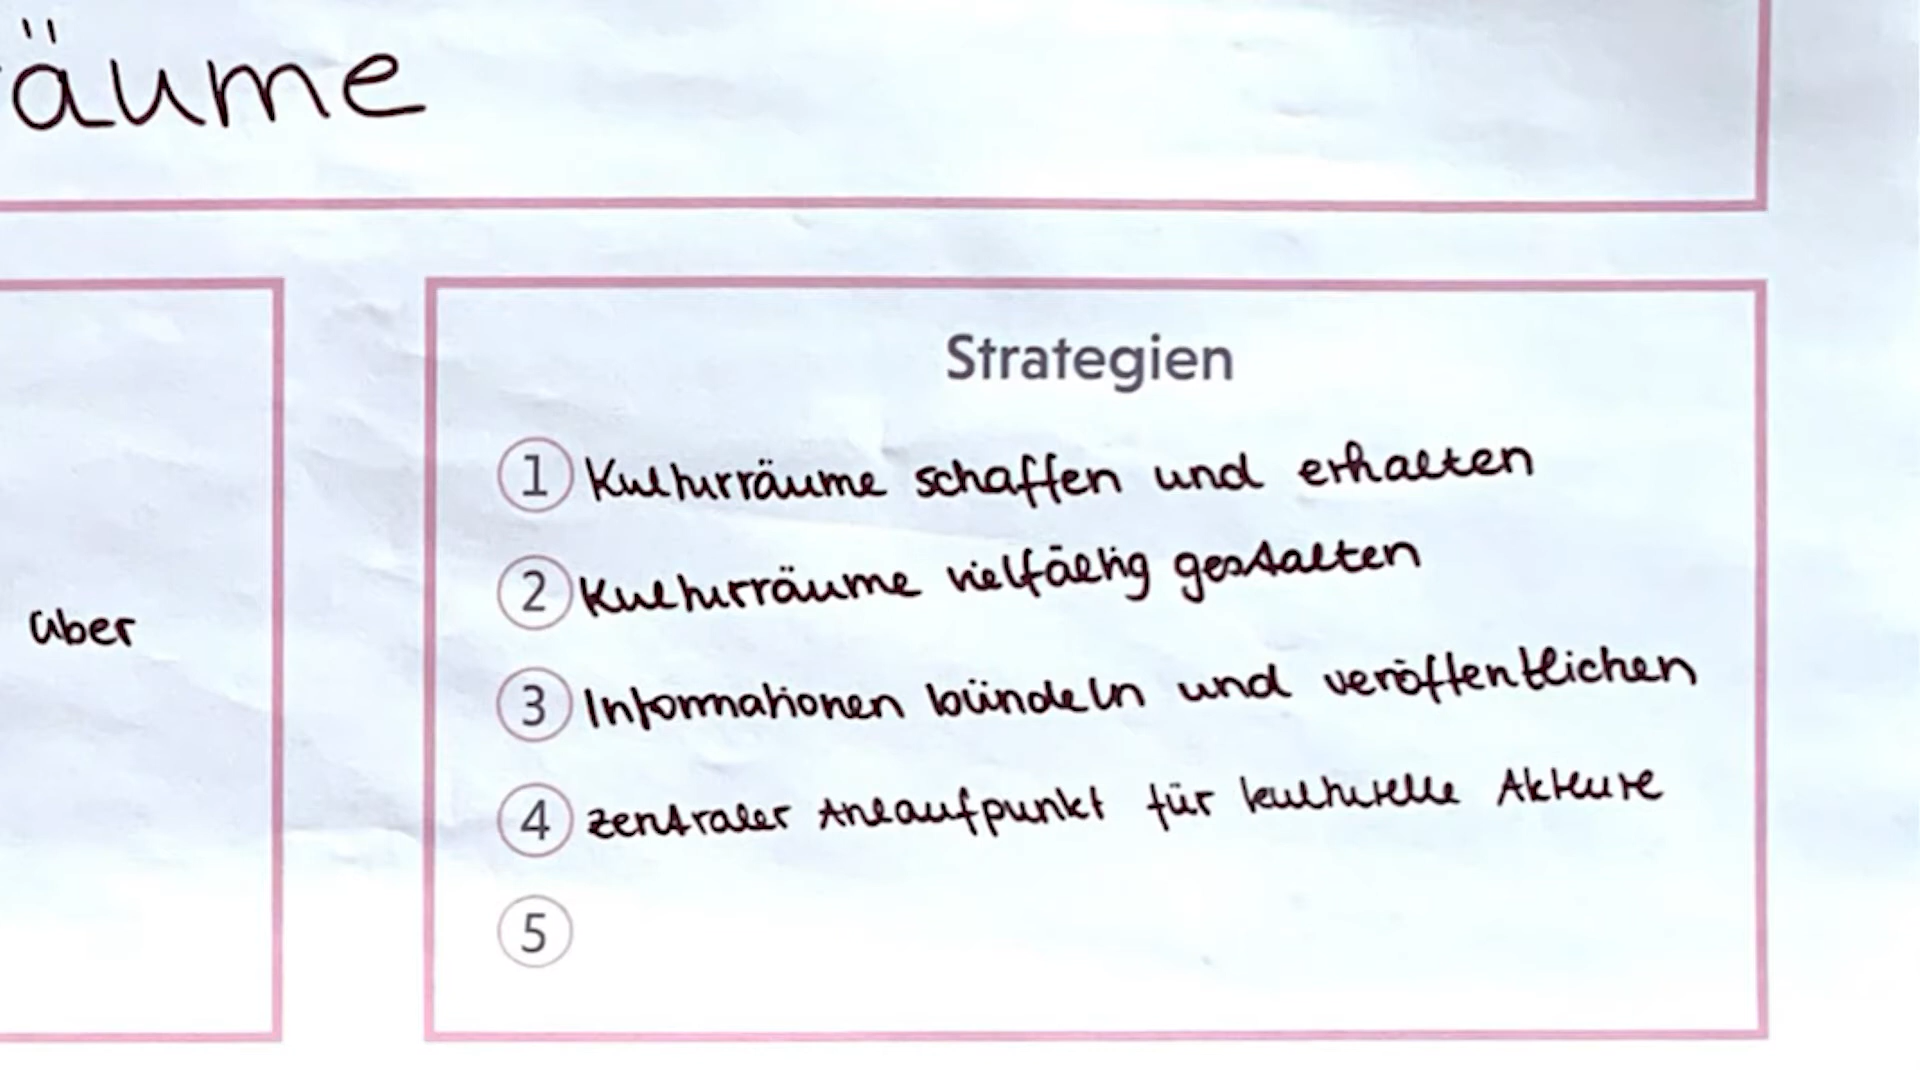 äume
Strategien
1 Kulturräume schaffen und erhalten
2 Kulturräume vielfältig gestalten
über
3 Informationen bündeln und veröffentlichen
4 zentraler Anlaufpunkt für kulturelle Akteure
5